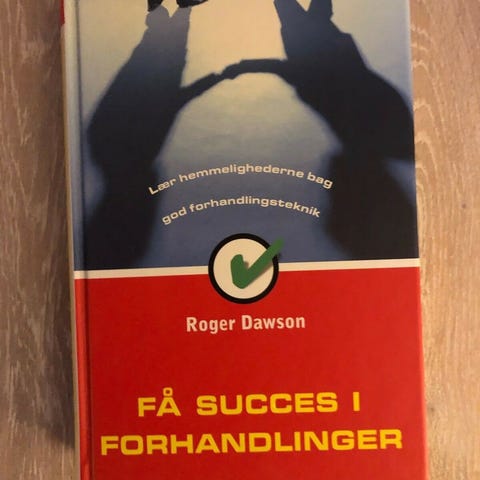 Lær hemmelighederne bag
god forhandlingsteknik
Roger Dawson
FÅ SUCCES I
FORHANDLINGER